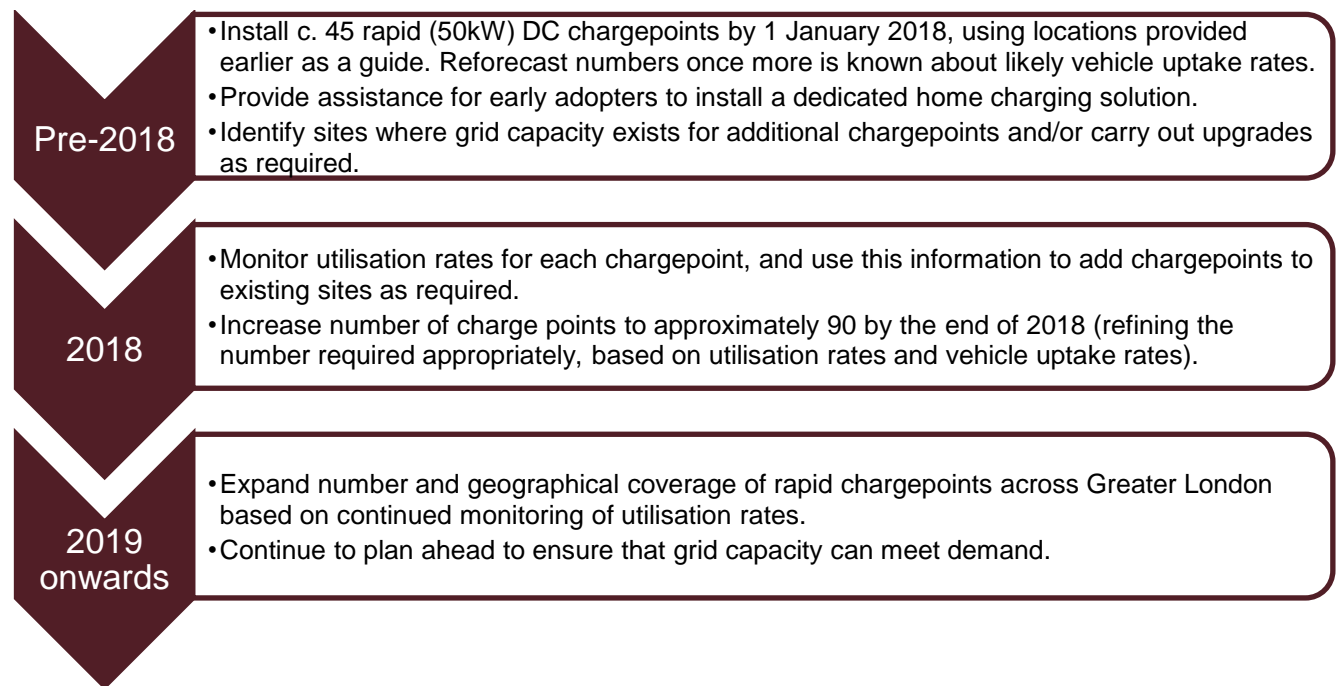 Pre-2018
•Install c. 45 rapid (50kW) DC chargepoints by 1 January 2018, using locations provided
earlier as a guide. Reforecast numbers once more is known about likely vehicle uptake rates.
•Provide assistance for early adopters to install a dedicated home charging solution.
•Identify sites where grid capacity exists for additional chargepoints and/or carry out upgrades
as required.
2018
•Monitor utilisation rates for each chargepoint, and use this information to add chargepoints to
existing sites as required.
•Increase number of charge points to approximately 90 by the end of 2018 (refining the
number required appropriately, based on utilisation rates and vehicle uptake rates).
2019
onwards
•Expand number and geographical coverage of rapid chargepoints across Greater London
based on continued monitoring of utilisation rates.
•Continue to plan ahead to ensure that grid capacity can meet demand.